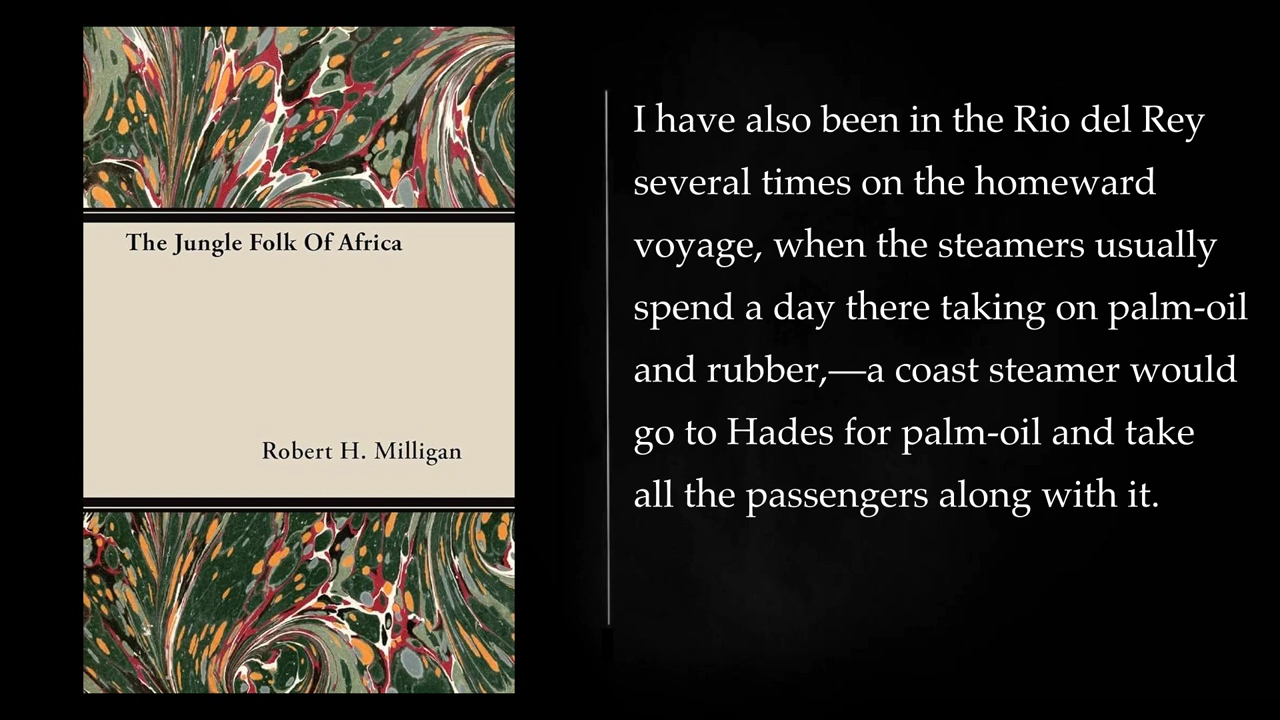 The Jungle Folk Of Africa
Robert H. Milligan
I have also been in the Rio del Rey
several times on the homeward
voyage, when the steamers usually
spend a day there taking on palm-oil
and rubber,—a coast steamer would
go to Hades for palm-oil and take
all the passengers along with it.